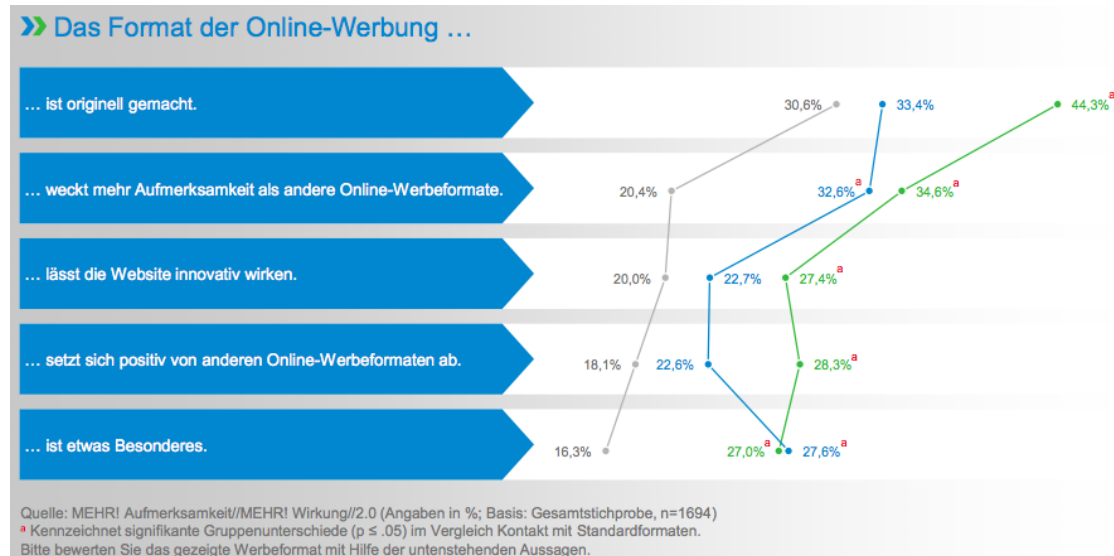 Das Format der Online-Werbung …
… ist originell gemacht.
30,6%
33,4%
44,3%a
… weckt mehr Aufmerksamkeit als andere Online-Werbeformate.
20,4%
32,6%a
34,6%a
… lässt die Website innovativ wirken.
20,0%
22,7%
27,4%a
… setzt sich positiv von anderen Online-Werbeformaten ab.
18,1%
22,6%
28,3%a
… ist etwas Besonderes.
16,3%
27,0%a
27,6%a
Quelle: MEHR! Aufmerksamkeit//MEHR! Wirkung//2.0 (Angaben in %; Basis: Gesamtstichprobe, n=1694)
a Kennzeichnet signifikante Gruppenunterschiede (p ≤ .05) im Vergleich Kontakt mit Standardformaten.
Bitte bewerten Sie das gezeigte Werbeformat mit Hilfe der untenstehenden Aussagen.